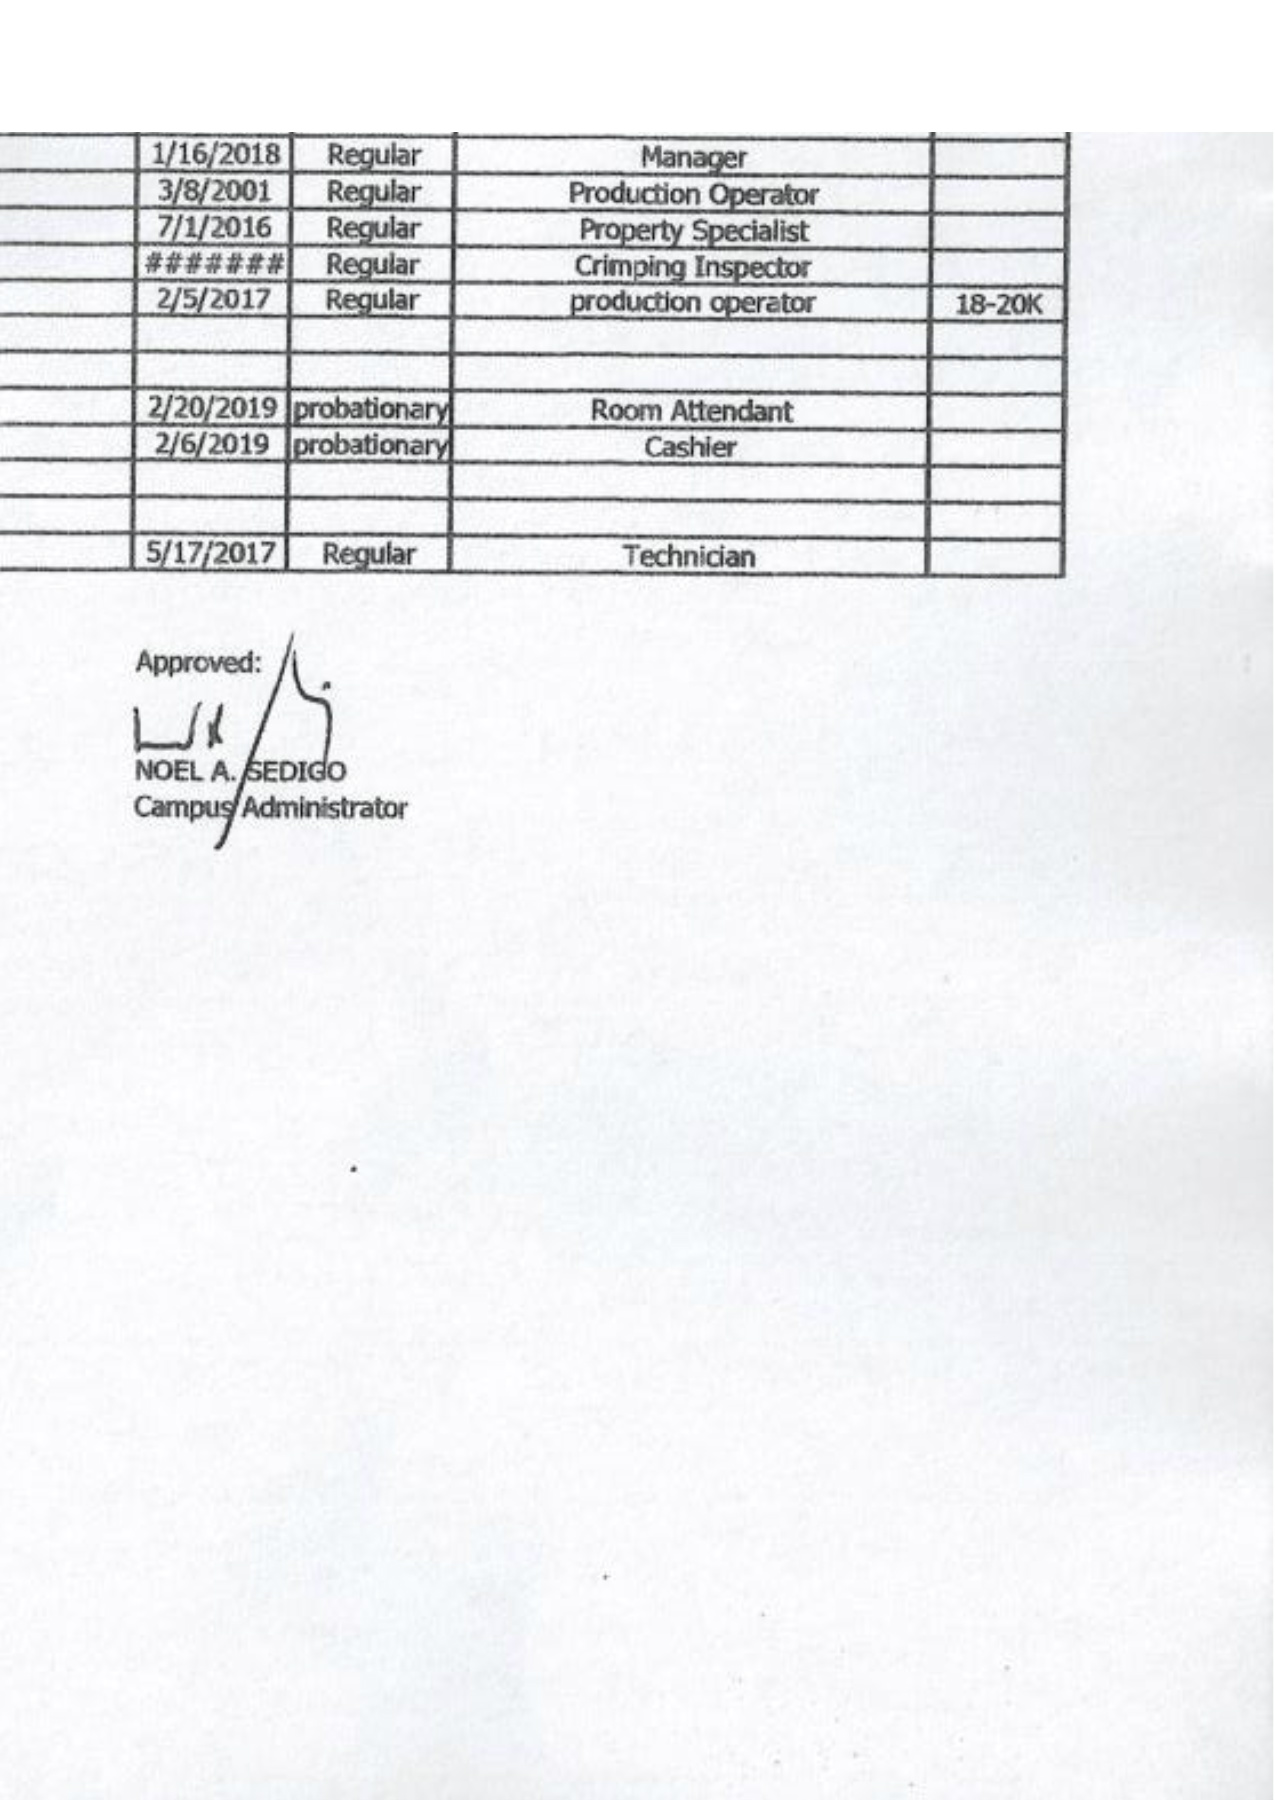 1/16/2018 Regular Manager
3/8/2001 Regular Production Operator
7/1/2016 Regular Property Specialist
####### Regular Crimping Inspector
2/5/2017 Regular production operator 18-20K
2/20/2019 probationary Room Attendant
2/6/2019 probationary Cashier
5/17/2017 Regular Technician
Approved:
NOEL A. SEDIGO
Campus Administrator